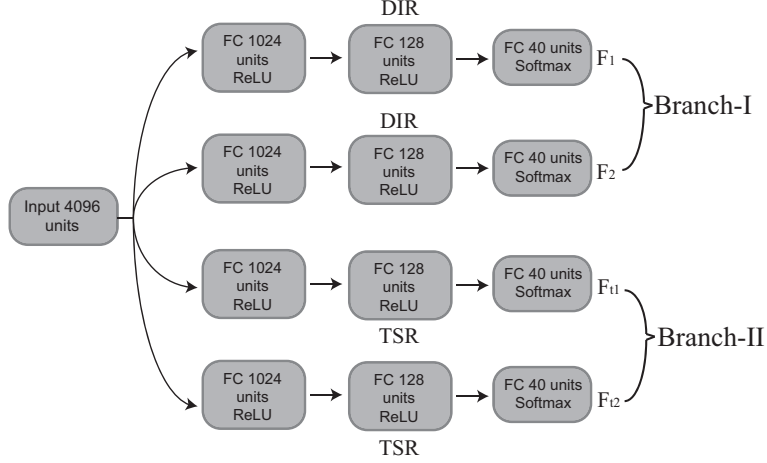 DIR
FC 1024
units
ReLU
FC 128
units
ReLU
FC 40 units
Softmax
F1
Branch-I
DIR
FC 1024
units
ReLU
FC 128
units
ReLU
FC 40 units
Softmax
F2
Input 4096
units
FC 1024
units
ReLU
FC 128
units
ReLU
FC 40 units
Softmax
Ft1
TSR
Branch-II
FC 1024
units
ReLU
FC 128
units
ReLU
FC 40 units
Softmax
Ft2
TSR